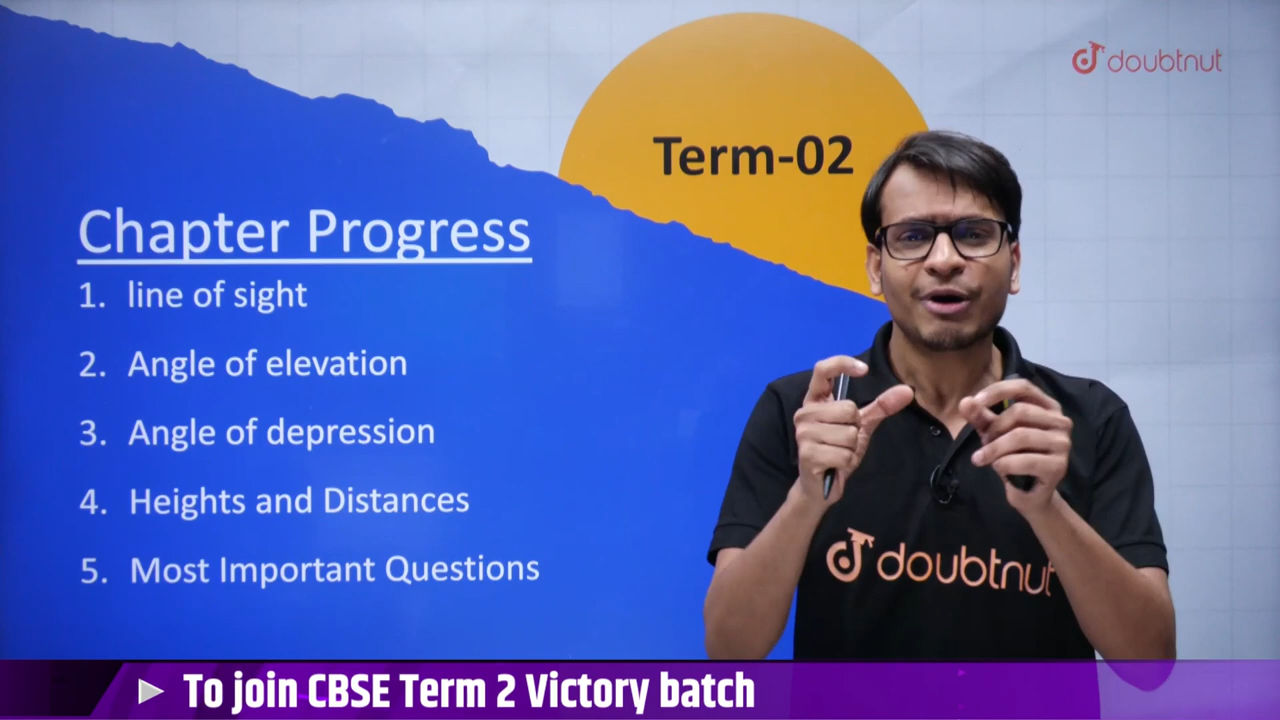 doubtnut
Term-02
Chapter Progress
1. line of sight
2. Angle of elevation
3. Angle of depression
4. Heights and Distances
5. Most Important Questions
doubtnut
To join CBSE Term 2 Victory batch